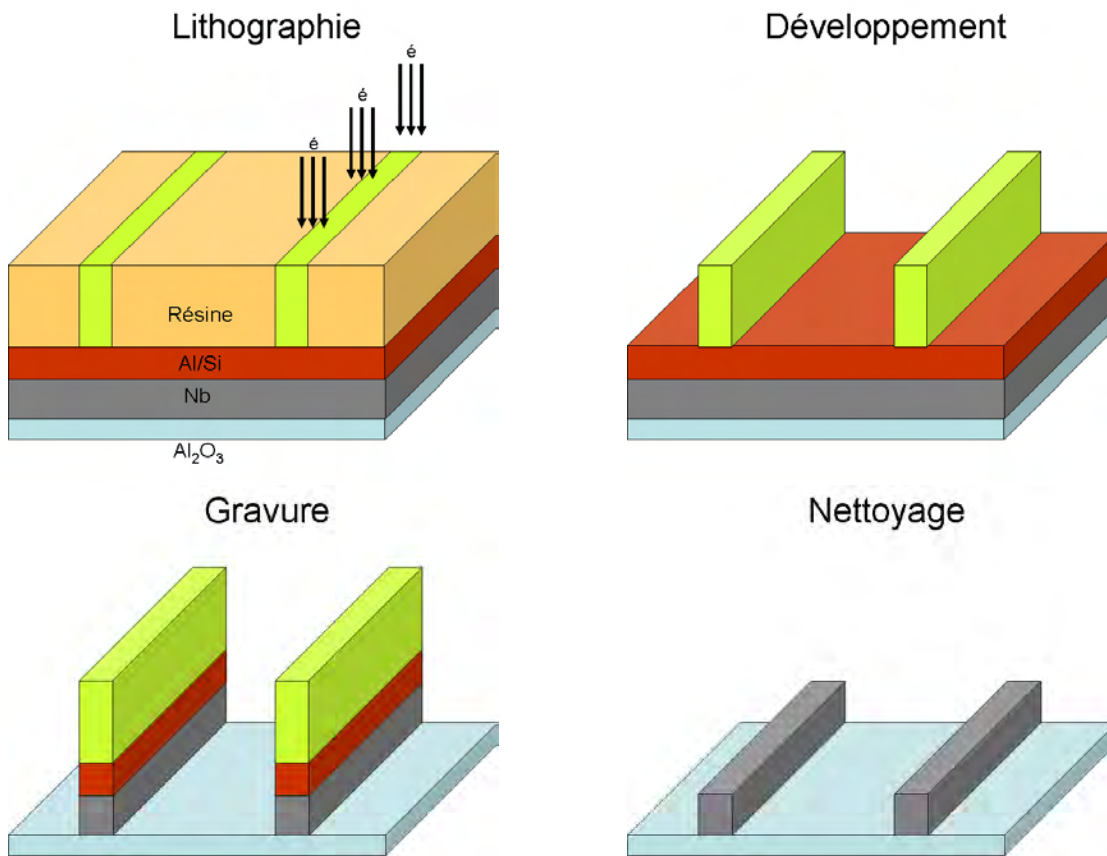 Lithographie
é
é
é
Résine
Al/Si
Nb
Al₂O₃
Développement
Gravure
Nettoyage